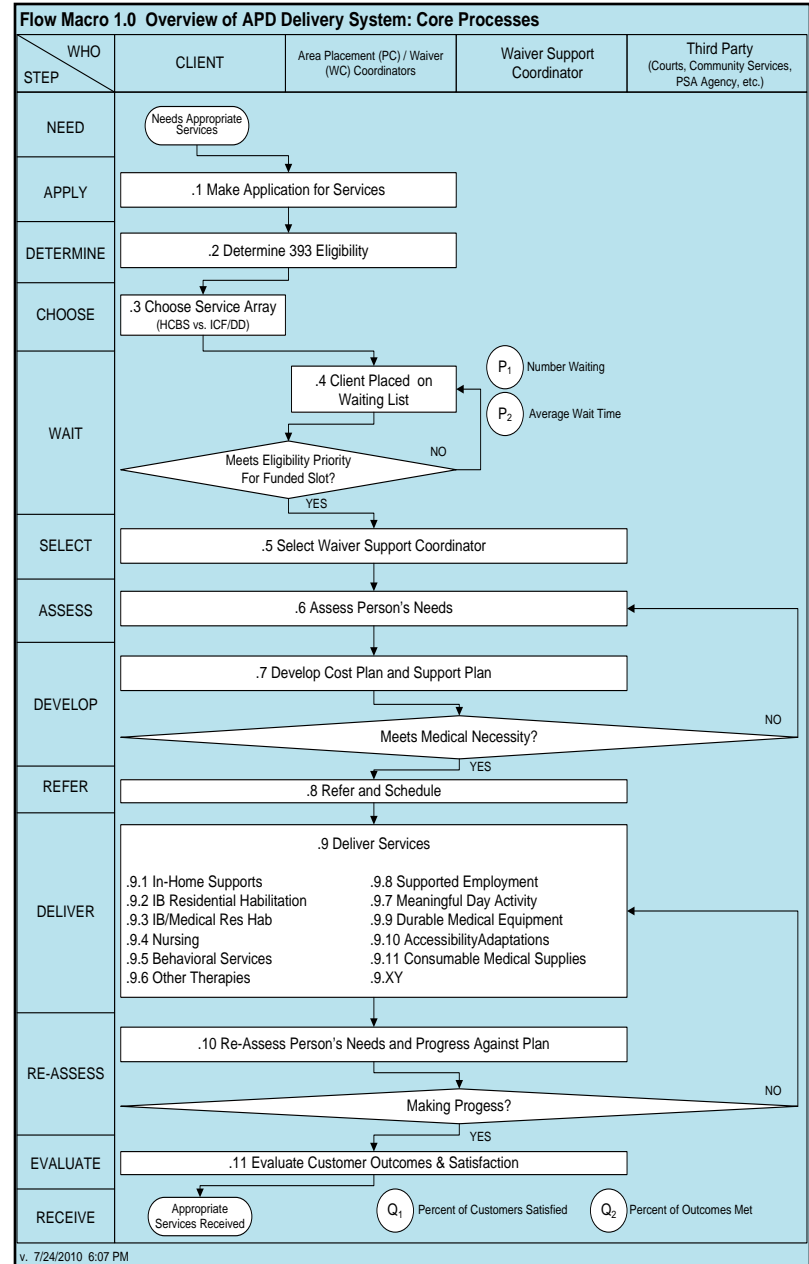 Flow Macro 1.0 Overview of APD Delivery System: Core Processes
WHO
STEP
CLIENT
Area Placement (PC) / Waiver
(WC) Coordinators
Waiver Support
Coordinator
Third Party
(Courts, Community Services,
PSA Agency, etc.)
NEED
Needs Appropriate
Services
APPLY
.1 Make Application for Services
DETERMINE
.2 Determine 393 Eligibility
CHOOSE
.3 Choose Service Array
(HCBS vs. ICF/DD)
WAIT
.4 Client Placed on
Waiting List
P1 Number Waiting
P2 Average Wait Time
Meets Eligibility Priority
For Funded Slot?
NO
YES
SELECT
.5 Select Waiver Support Coordinator
ASSESS
.6 Assess Person's Needs
DEVELOP
.7 Develop Cost Plan and Support Plan
Meets Medical Necessity?
NO
YES
REFER
.8 Refer and Schedule
DELIVER
.9 Deliver Services
.9.1 In-Home Supports
.9.2 IB Residential Habilitation
.9.3 IB/Medical Res Hab
.9.4 Nursing
.9.5 Behavioral Services
.9.6 Other Therapies
.9.8 Supported Employment
.9.7 Meaningful Day Activity
.9.9 Durable Medical Equipment
.9.10 AccessibilityAdaptations
.9.11 Consumable Medical Supplies
.9.XY
RE-ASSESS
.10 Re-Assess Person's Needs and Progress Against Plan
Making Progess?
NO
YES
EVALUATE
.11 Evaluate Customer Outcomes & Satisfaction
RECEIVE
Appropriate
Services Received
Q1 Percent of Customers Satisfied
Q2 Percent of Outcomes Met
v. 7/24/2010 6:07 PM